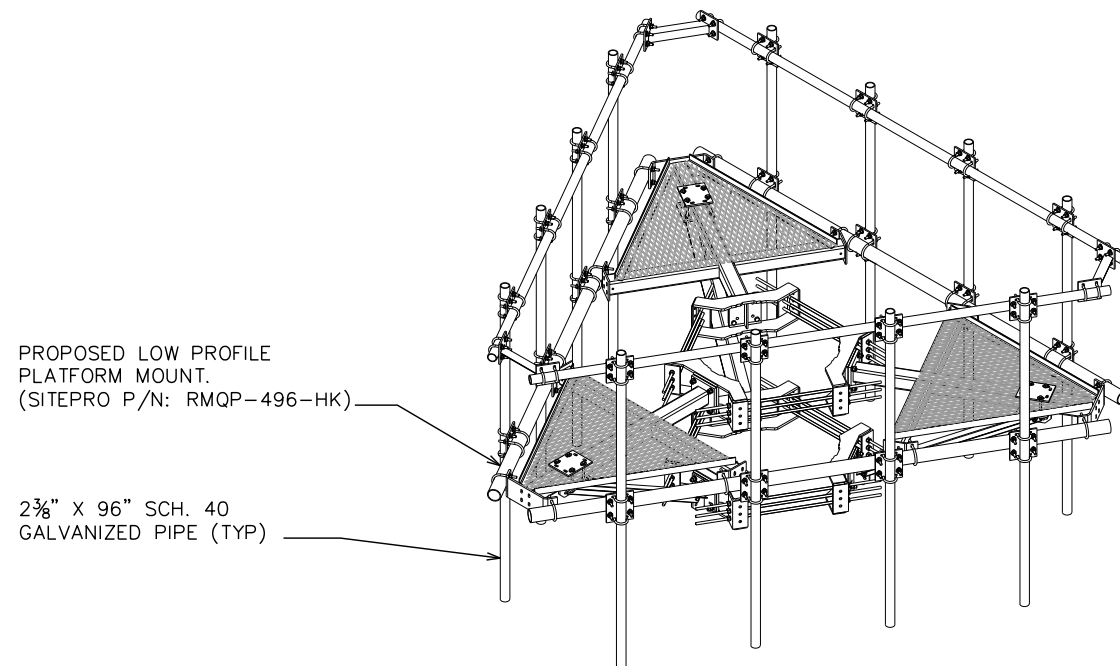 PROPOSED LOW PROFILE
PLATFORM MOUNT.
(SITEPRO P/N: RMQP-496-HK)
2⅜" X 96" SCH. 40
GALVANIZED PIPE (TYP)